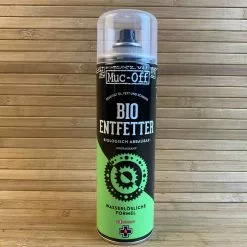 Muc-Off
BIO
ENTFETTER
BIOLOGISCH ABBAUBAR
WASSERLÖSLICHE
FORMEL